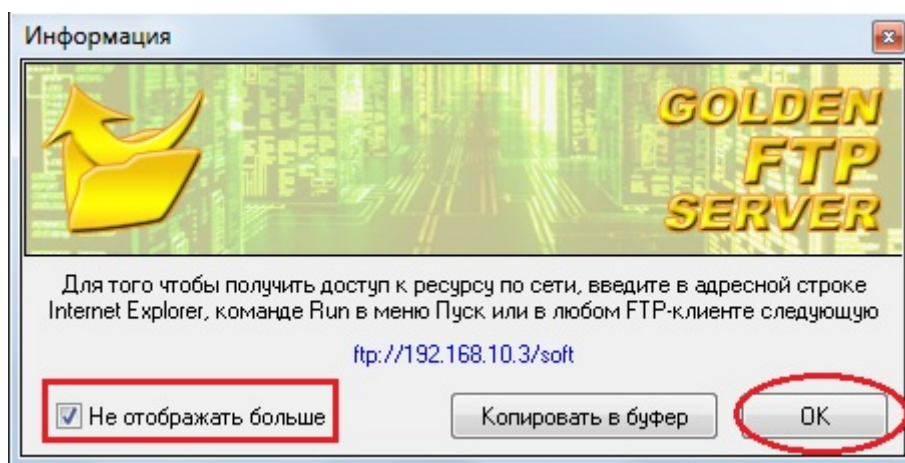 Информация
GOLDEN
FTP
SERVER
Для того чтобы получить доступ к ресурсу по сети, введите в адресной строке
Internet Explorer, команде Run в меню Пуск или в любом FTP-клиенте следующую
ftp://192.168.10.3/soft
Не отображать больше
Копировать в буфер
OK